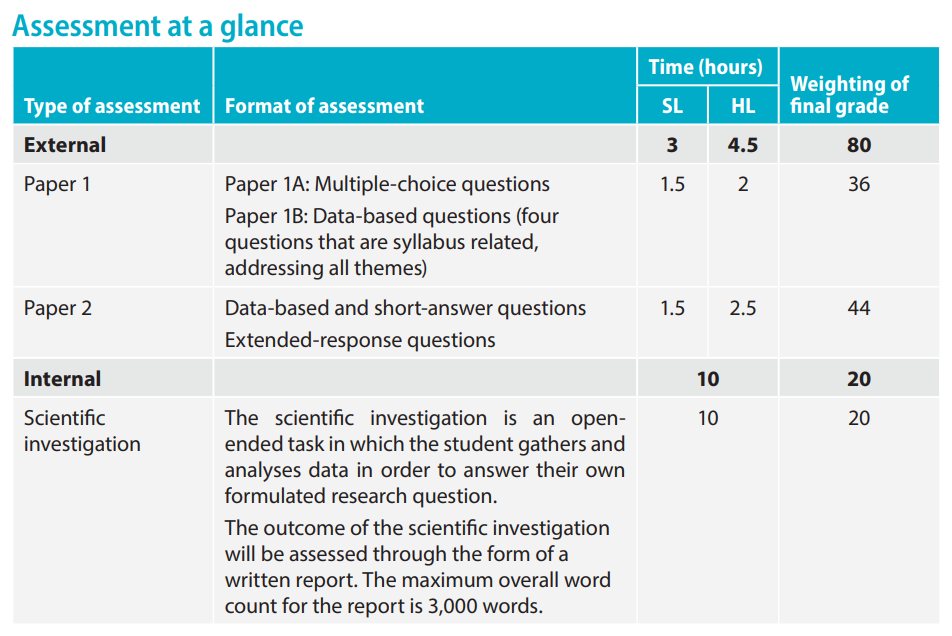 Assessment at a glance
Type of assessment Format of assessment Time (hours) Weighting of final grade
SL HL
External 3 4.5 80
Paper 1 Paper 1A: Multiple-choice questions 1.5 2 36
Paper 1B: Data-based questions (four
questions that are syllabus related,
addressing all themes)
Paper 2 Data-based and short-answer questions 1.5 2.5 44
Extended-response questions
Internal 10 20
Scientific The scientific investigation is an open- 10 20
investigation ended task in which the student gathers and
analyses data in order to answer their own
formulated research question.
The outcome of the scientific investigation
will be assessed through the form of a
written report. The maximum overall word
count for the report is 3,000 words.